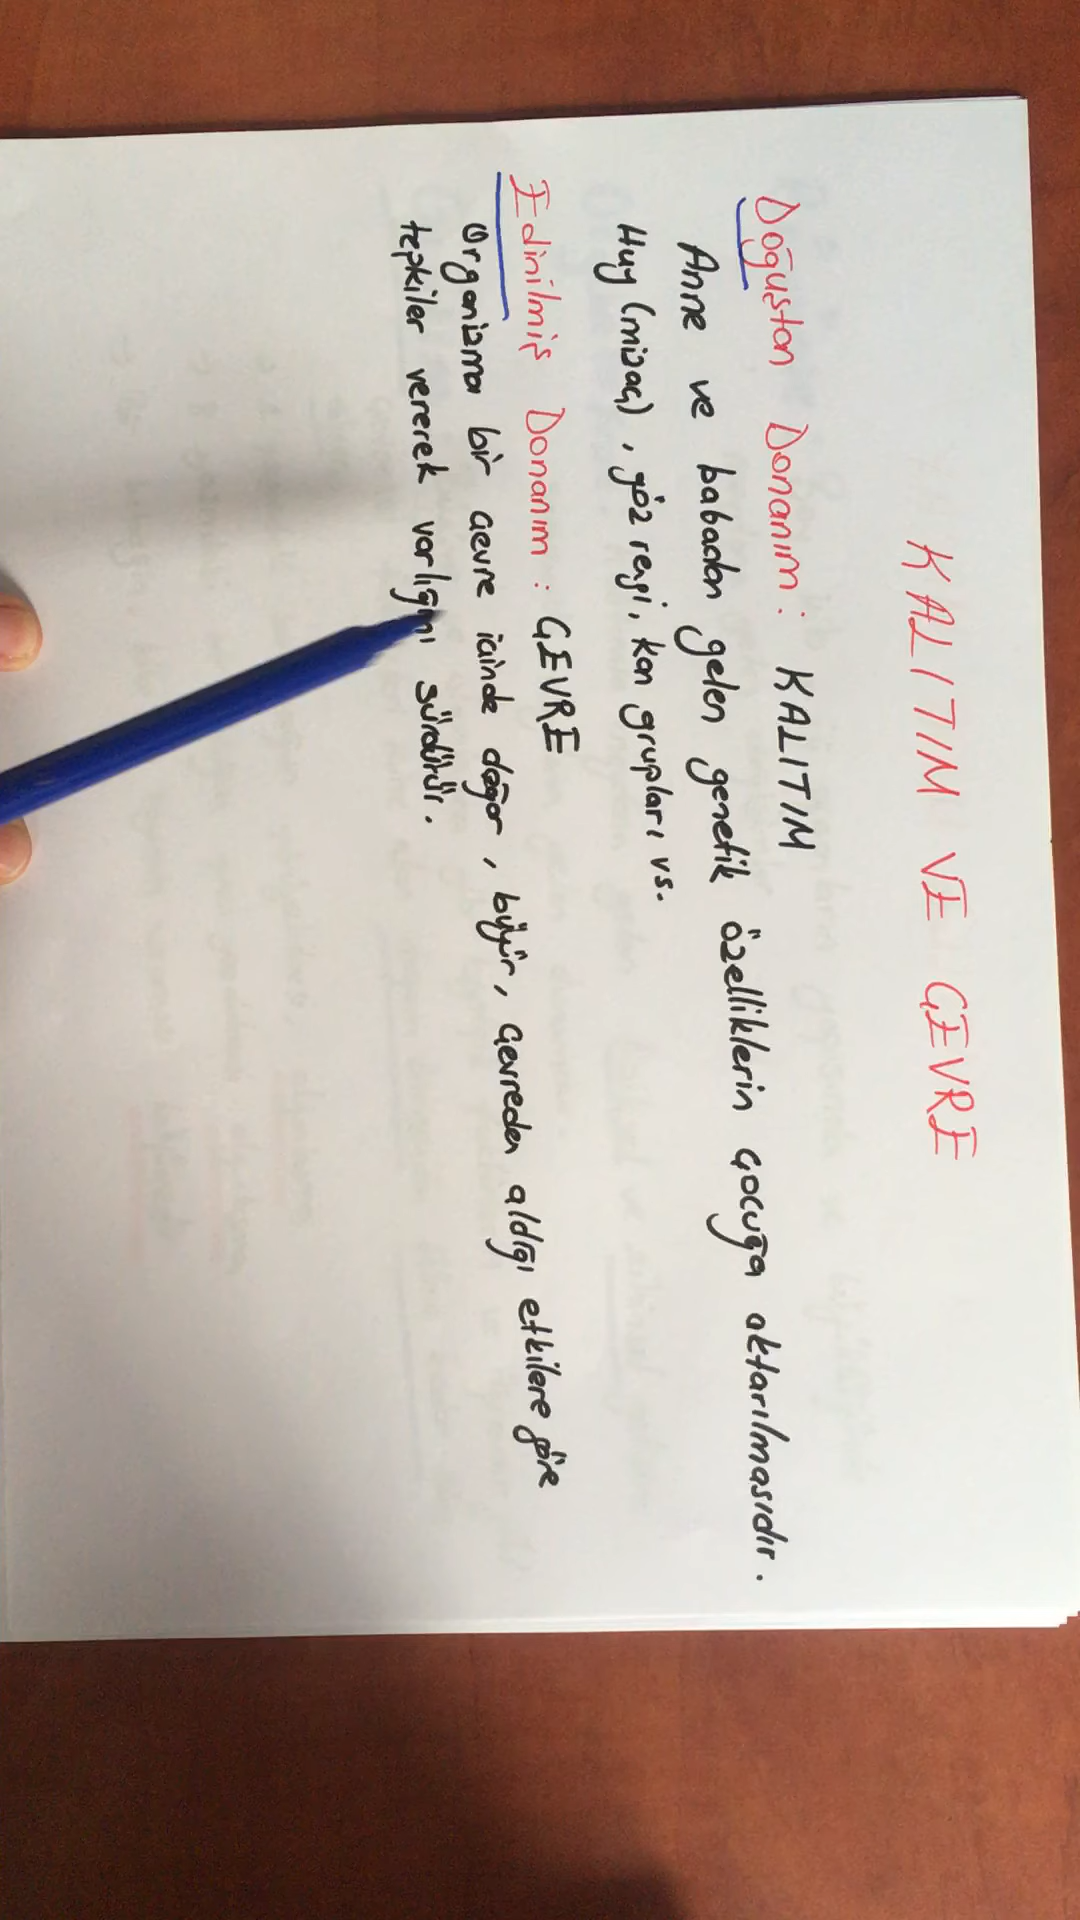 KALITIM VE ÇEVRE
Doğuştan Donanım: KALITIM
Anne ve babadan gelen genetik özelliklerin çocuğa aktarılmasıdır.
Huy (mizaç), göz rengi, kan grupları vs.
Edinilmiş Donanım: ÇEVRE
Organizma bir çevre içinde doğar, büyür, çevreden aldığı etkilere göre
tepkiler vererek varlığını sürdürür.